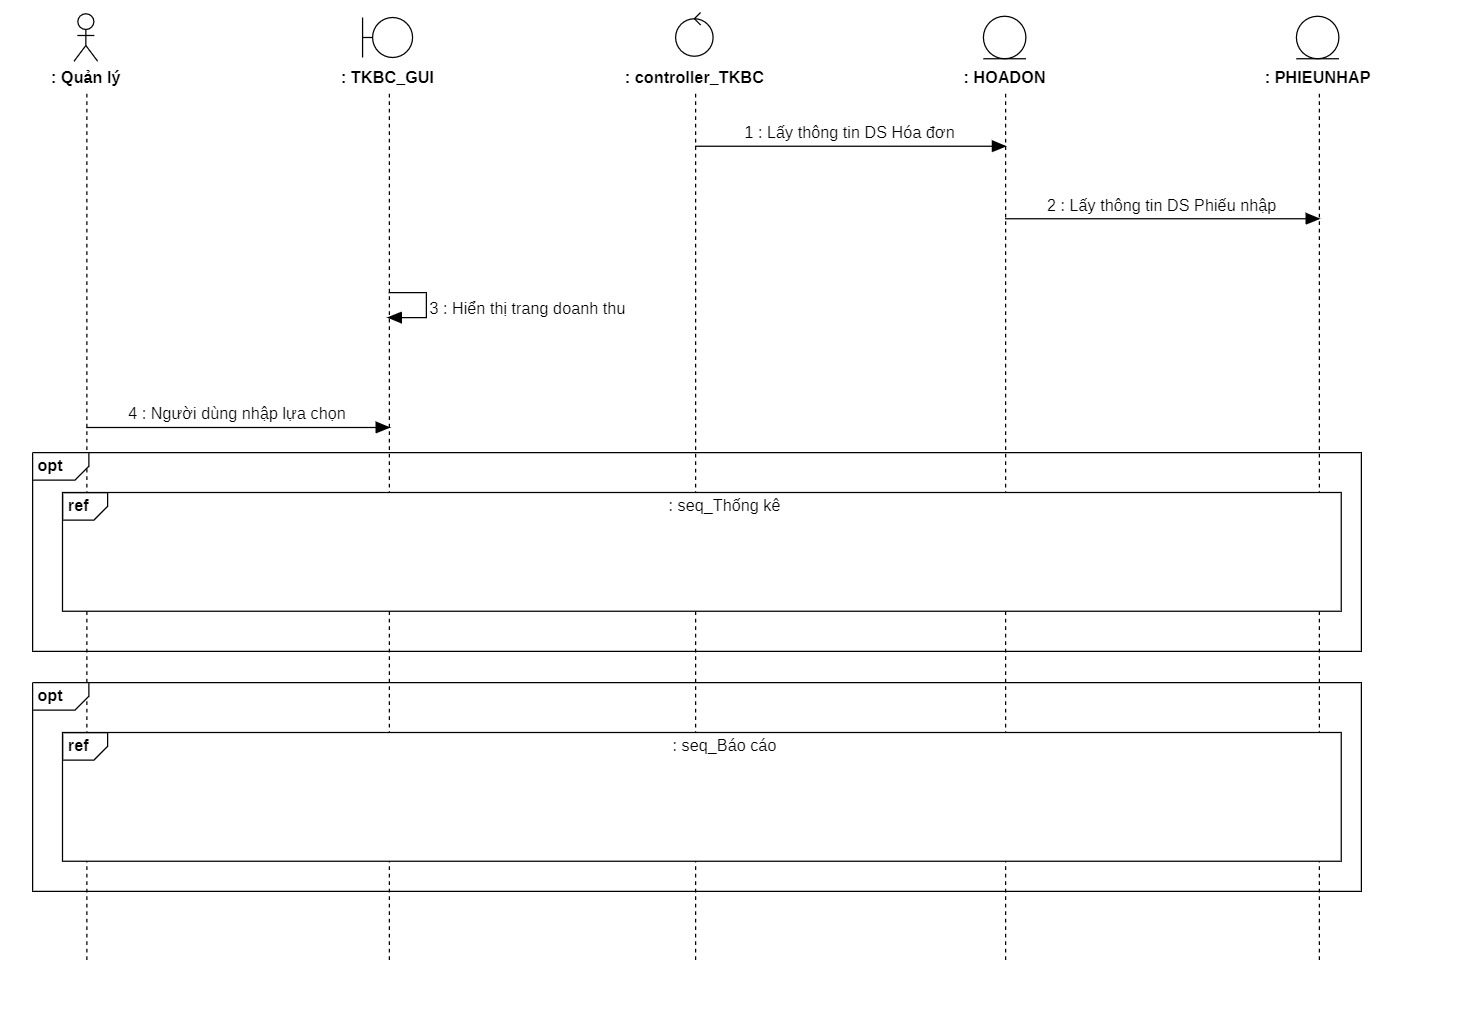 : Quản lý
: TKBC_GUI
: controller_TKBC
: HOADON
: PHIEUNHAP
1 : Lấy thông tin DS Hóa đơn
2 : Lấy thông tin DS Phiếu nhập
3 : Hiển thị trang doanh thu
4 : Người dùng nhập lựa chọn
opt
ref
: seq_Thống kê
opt
ref
: seq_Báo cáo